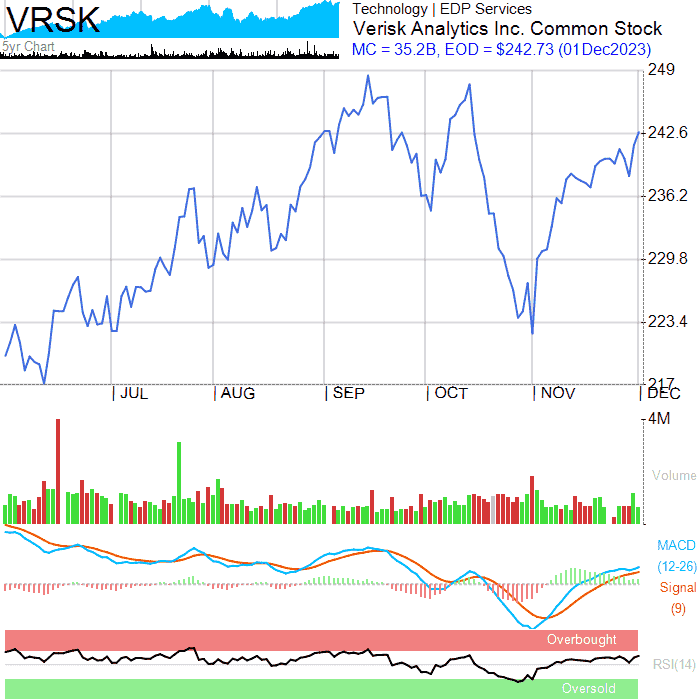 VRSK
5yr Chart
Technology | EDP Services
Verisk Analytics Inc. Common Stock
MC = 35.2B, EOD = $242.73 (01Dec2023)
249
242.6
236.2
229.8
223.4
217
JUL
AUG
SEP
OCT
NOV
DEC
4M
Volume
MACD
(12-26)
Signal
(9)
Overbought
RSI(14)
Oversold